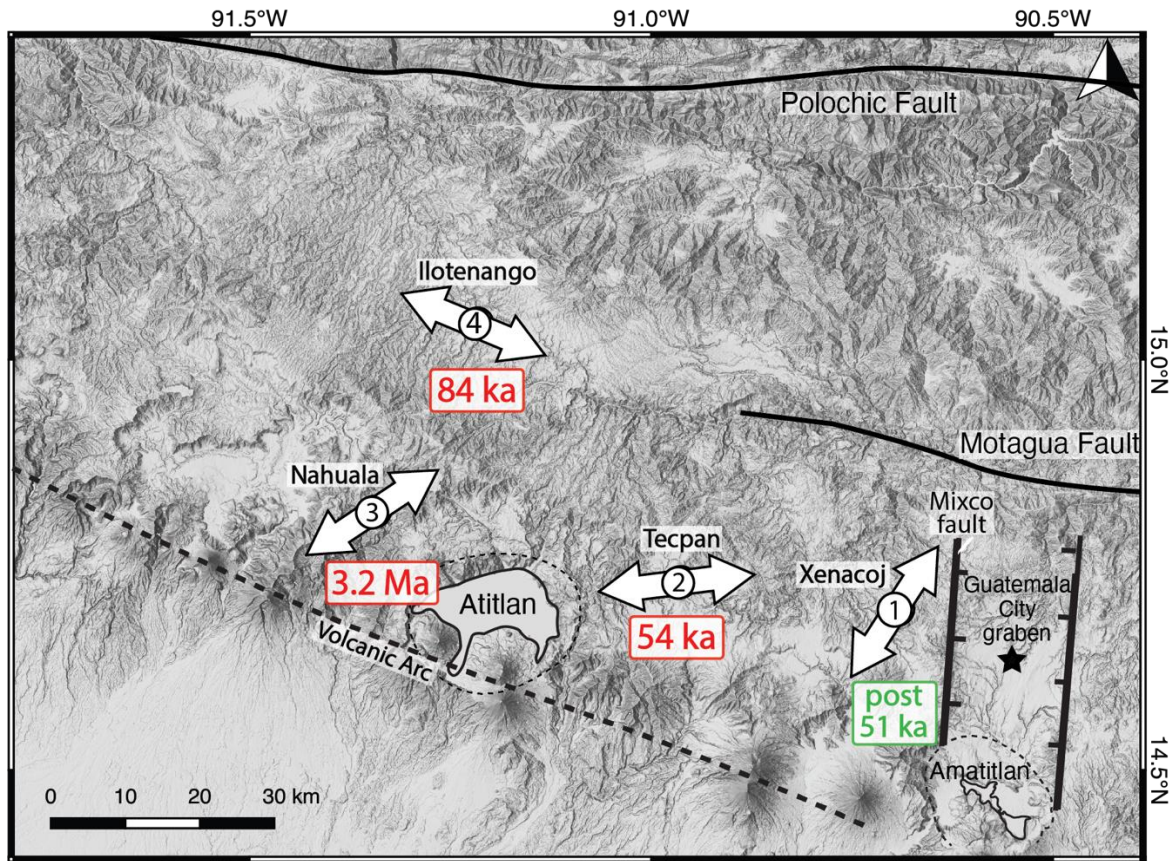 91.5°W
91.0°W
90.5°W
Polochic Fault
Ilotenango
4
84 ka
15.0°N
Motagua Fault
Nahuala
3
3.2 Ma
Mixco
fault
Tecpan
2
54 ka
Xenacoj
1
post
51 ka
Guatemala
City
graben
Atitlan
Volcanic Arc
Amatitlan
14.5°N
0 10 20 30 km